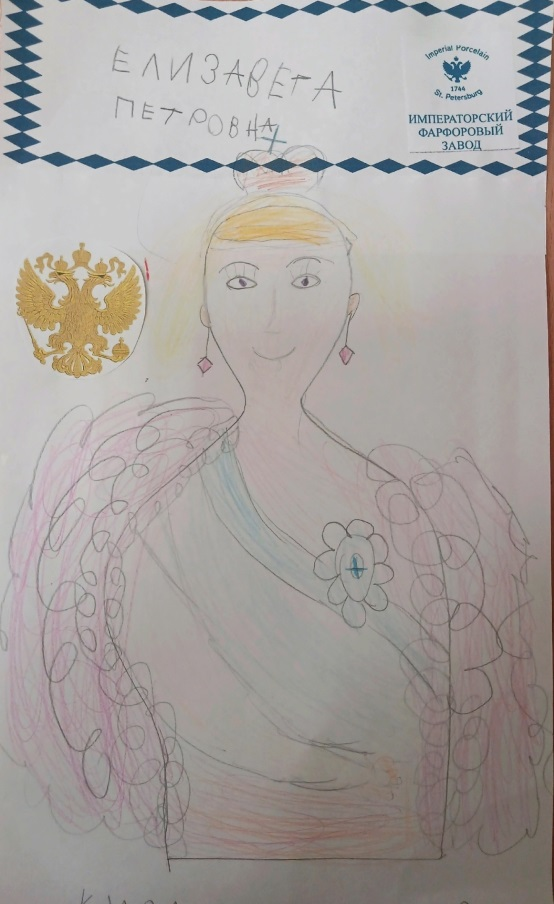 ЕЛИЗАВЕТА
ПЕТРОВНА
Imperial Porcelain
1744
St. Petersburg
ИМПЕРАТОРСКИЙ
ФАРФОРОВЫЙ
ЗАВОД